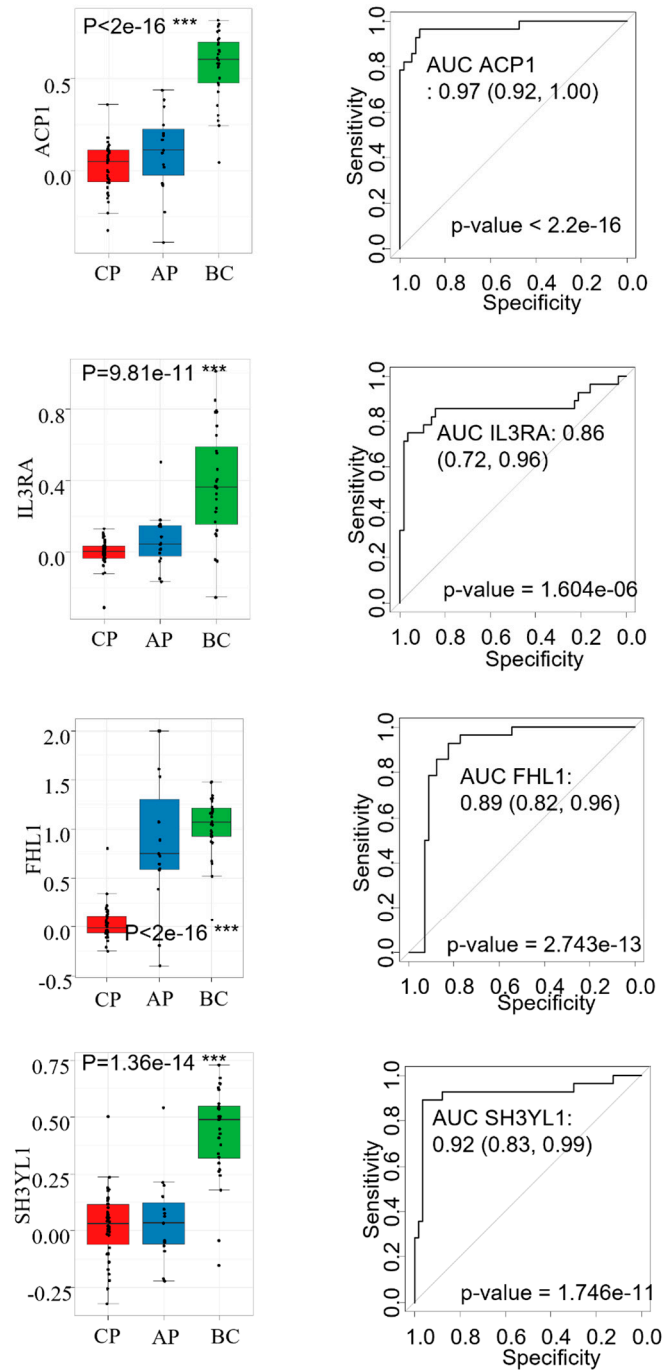 P<2e-16 ***
ACP1
0.5
0.0
CP AP BC
AUC ACP1
: 0.97 (0.92, 1.00)
p-value < 2.2e-16
Sensitivity
1.0
0.8
0.6
0.4
0.2
0.0
1.0 0.8 0.6 0.4 0.2 0.0
Specificity
P=9.81e-11 ***
IL3RA
0.8
0.4
0.0
CP AP BC
AUC IL3RA: 0.86
(0.72, 0.96)
p-value = 1.604e-06
Sensitivity
1.0
0.8
0.6
0.4
0.2
0.0
1.0 0.8 0.6 0.4 0.2 0.0
Specificity
FHL1
2.0
1.5
1.0
0.5
0.0
-0.5
P<2e-16 ***
CP AP BC
AUC FHL1:
0.89 (0.82, 0.96)
p-value = 2.743e-13
Sensitivity
1.0
0.8
0.6
0.4
0.2
0.0
1.0 0.8 0.6 0.4 0.2 0.0
Specificity
P=1.36e-14 ***
SH3YL1
0.75
0.50
0.25
0.00
-0.25
CP AP BC
AUC SH3YL1:
0.92 (0.83, 0.99)
p-value = 1.746e-11
Sensitivity
1.0
0.8
0.6
0.4
0.2
0.0
1.0 0.8 0.6 0.4 0.2 0.0
Specificity